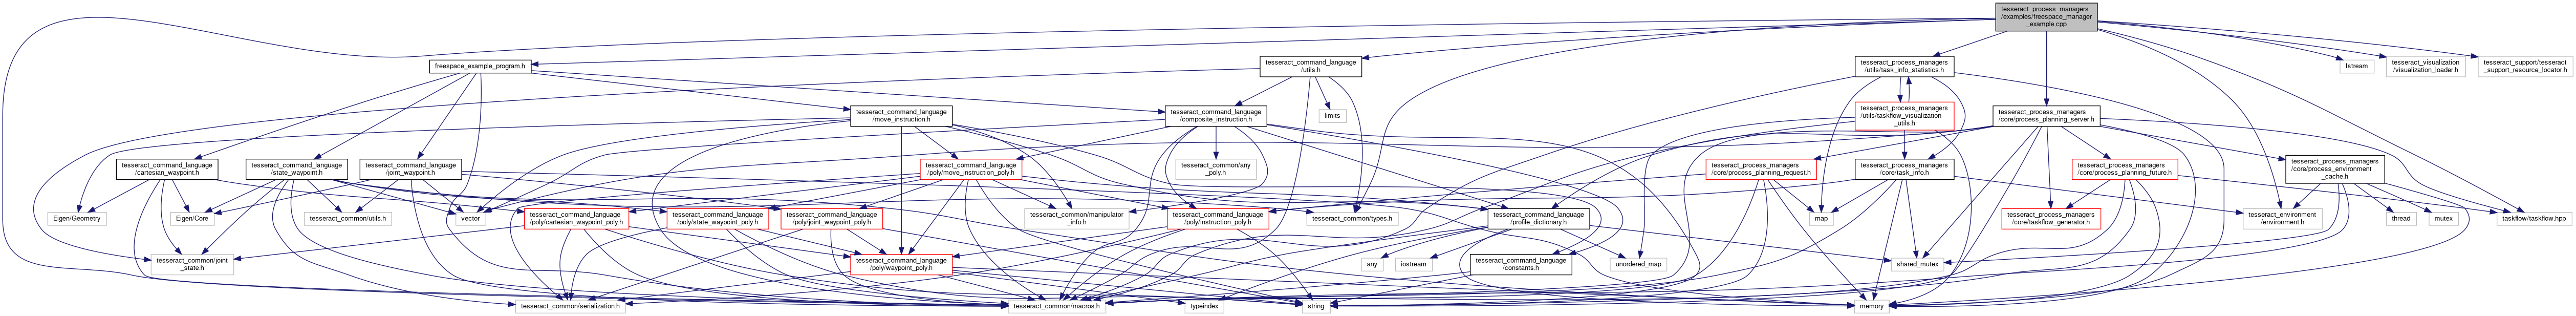 tesseract_process_managers
/examples/freespace_manager
_example.cpp
freespace_example_program.h
tesseract_command_language
/utils.h
tesseract_process_managers
/utils/task_info_statistics.h
fstream
tesseract_visualization
/visualization_loader.h
tesseract_support/tesseract
_support_resource_locator.h
tesseract_command_language
/move_instruction.h
tesseract_command_language
/composite_instruction.h
limits
tesseract_process_managers
/utils/taskflow_visualization
_utils.h
tesseract_process_managers
/core/process_planning_server.h
tesseract_command_language
/cartesian_waypoint.h
tesseract_command_language
/state_waypoint.h
tesseract_command_language
/joint_waypoint.h
tesseract_command_language
/poly/move_instruction_poly.h
tesseract_common/any
_poly.h
tesseract_process_managers
/core/process_planning_request.h
tesseract_process_managers
/core/task_info.h
tesseract_process_managers
/core/process_planning_future.h
tesseract_process_managers
/core/process_environment
_cache.h
Eigen/Geometry
Eigen/Core
tesseract_common/utils.h
vector
tesseract_command_language
/poly/cartesian_waypoint_poly.h
tesseract_command_language
/poly/state_waypoint_poly.h
tesseract_command_language
/poly/joint_waypoint_poly.h
tesseract_common/manipulator
_info.h
tesseract_command_language
/poly/instruction_poly.h
tesseract_common/types.h
tesseract_command_language
/profile_dictionary.h
map
tesseract_process_managers
/core/taskflow_generator.h
tesseract_environment
/environment.h
thread
mutex
taskflow/taskflow.hpp
tesseract_common/joint
_state.h
tesseract_command_language
/poly/waypoint_poly.h
any
iostream
tesseract_command_language
/constants.h
unordered_map
shared_mutex
tesseract_common/serialization.h
tesseract_common/macros.h
typeindex
string
memory